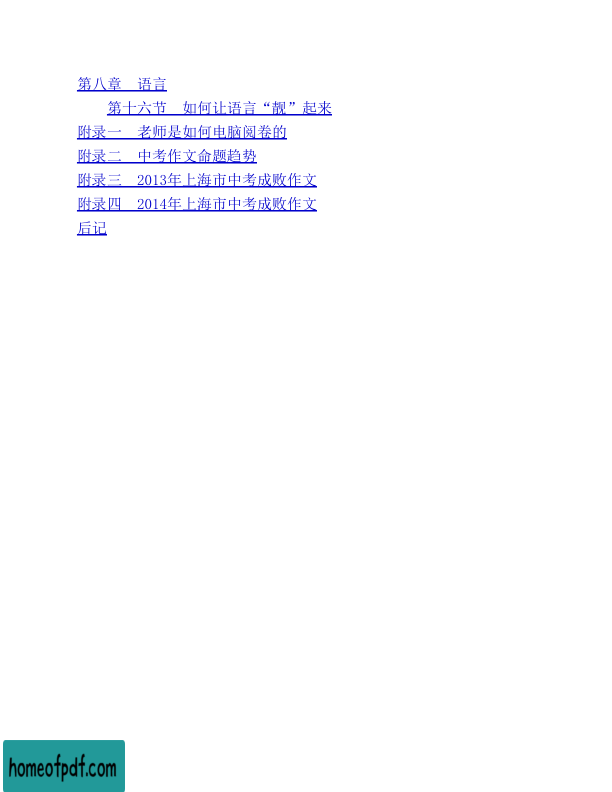 第八章　语言
第十六节　如何让语言“靓”起来
附录一　老师是如何电脑阅卷的
附录二　中考作文命题趋势
附录三　2013年上海市中考成败作文
附录四　2014年上海市中考成败作文
后记
homeofpdf.com